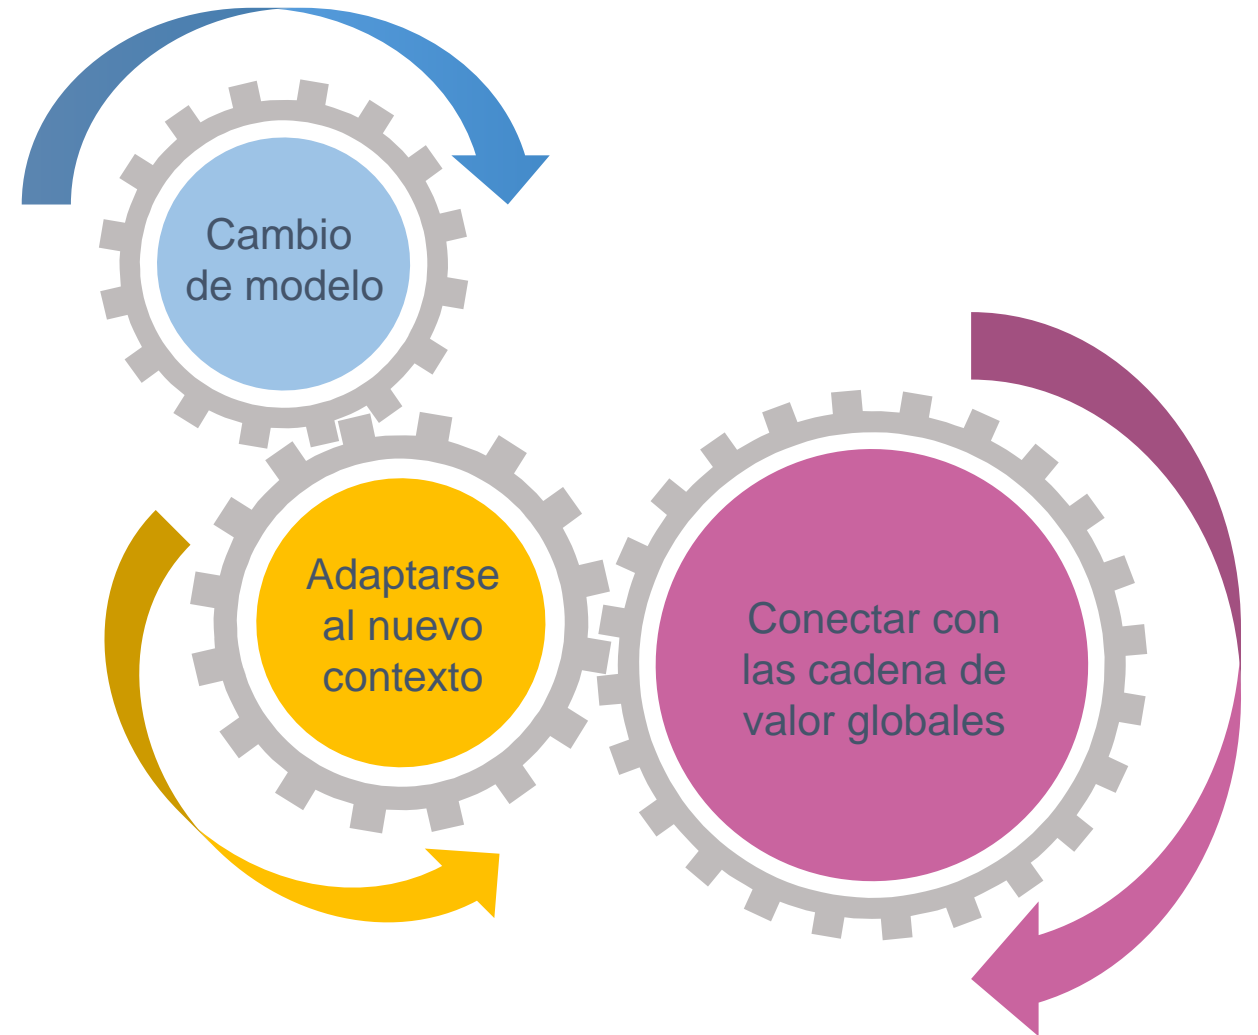 Cambio
de modelo
Adaptarse
al nuevo
contexto
Conectar con
las cadena de
valor globales